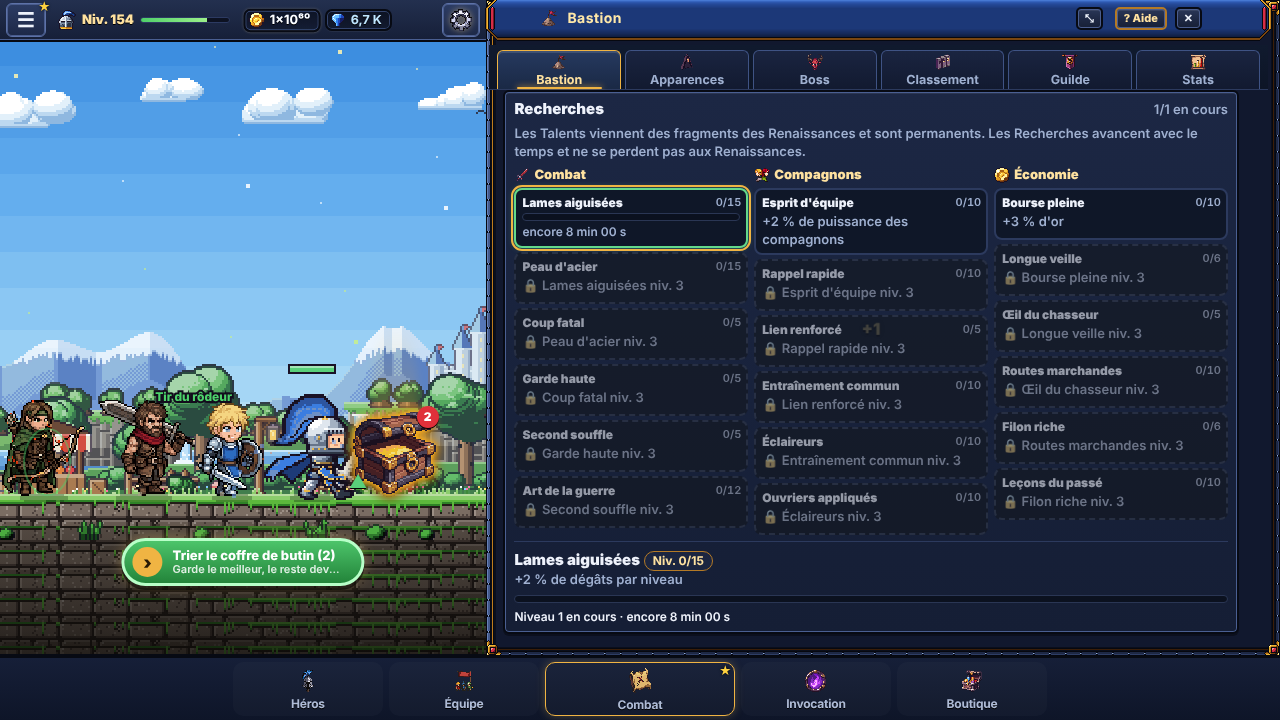 Niv. 154
1×10⁶⁰
6,7 K
Bastion
? Aide
Bastion
Apparences
Boss
Classement
Guilde
Stats
Recherches
1/1 en cours
Les Talents viennent des fragments des Renaissances et sont permanents. Les Recherches avancent avec le
temps et ne se perdent pas aux Renaissances.
Combat
Lames aiguisées 0/15
encore 8 min 00 s
Peau d'acier 0/15
Lames aiguisées niv. 3
Coup fatal 0/5
Peau d'acier niv. 3
Garde haute 0/5
Coup fatal niv. 3
Second souffle 0/5
Garde haute niv. 3
Art de la guerre 0/12
Second souffle niv. 3
Compagnons
Esprit d'équipe 0/10
+2 % de puissance des
compagnons
Rappel rapide 0/10
Esprit d'équipe niv. 3
Lien renforcé +1 0/5
Rappel rapide niv. 3
Entraînement commun 0/10
Lien renforcé niv. 3
Éclaireurs 0/10
Entraînement commun niv. 3
Ouvriers appliqués 0/10
Éclaireurs niv. 3
Économie
Bourse pleine 0/10
+3 % d'or
Longue veille 0/6
Bourse pleine niv. 3
Œil du chasseur 0/5
Longue veille niv. 3
Routes marchandes 0/10
Œil du chasseur niv. 3
Filon riche 0/6
Routes marchandes niv. 3
Leçons du passé 0/10
Filon riche niv. 3
Lames aiguisées Niv. 0/15
+2 % de dégâts par niveau
Niveau 1 en cours · encore 8 min 00 s
Tir du rôdeur
2
Trier le coffre de butin (2)
Garde le meilleur, le reste dev...
Héros
Équipe
Combat
Invocation
Boutique